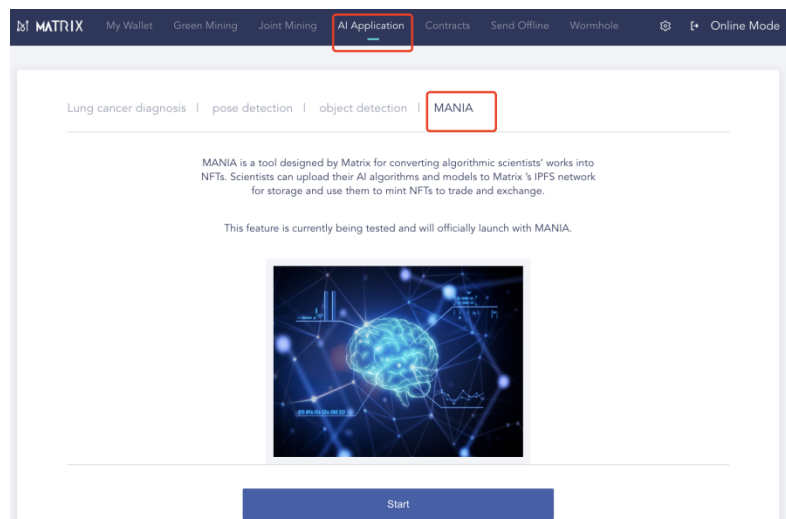 MATRIX My Wallet Green Mining Joint Mining AI Application Contracts Send Offline Wormhole Online Mode
Lung cancer diagnosis | pose detection | object detection | MANIA
MANIA is a tool designed by Matrix for converting algorithmic scientists' works into
NFTs. Scientists can upload their AI algorithms and models to Matrix 's IPFS network
for storage and use them to mint NFTs to trade and exchange.
This feature is currently being tested and will officially launch with MANIA.
Start